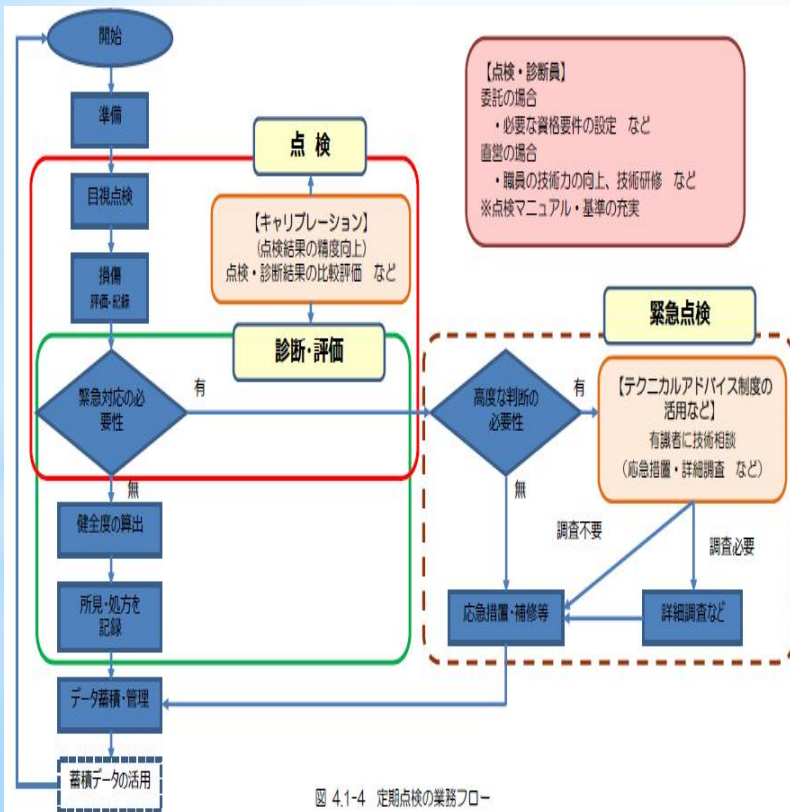 開始
準備
目視点検
損傷
評価・記録
点 検
【キャリブレーション】
(点検結果の精度向上)
点検・診断結果の比較評価 など
診断・評価
緊急対応の必
要性
有
無
健全度の算出
所見・処方を
記録
データ蓄積・管理
蓄積データの活用
【点検・診断員】
委託の場合
・必要な資格要件の設定 など
直営の場合
・職員の技術力の向上、技術研修 など
※点検マニュアル・基準の充実
緊急点検
高度な判断の
必要性
有
無
【テクニカルアドバイス制度の
活用など】
有識者に技術相談
（応急措置・詳細調査 など）
調査不要
調査必要
応急措置・補修等
詳細調査など
図 4.1-4 定期点検の業務フロー